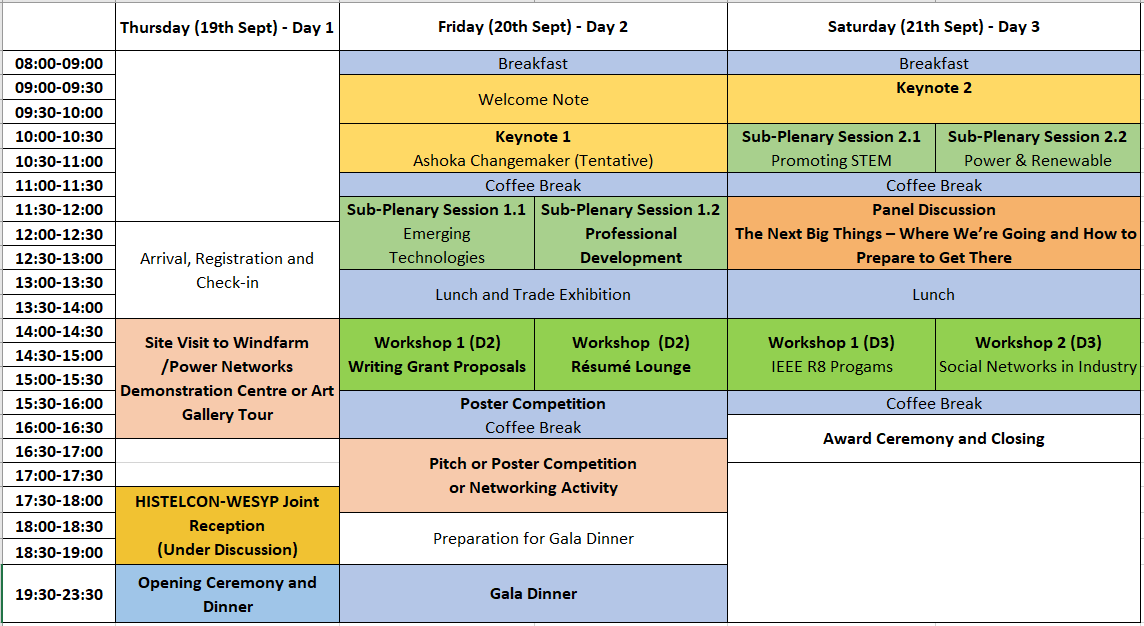 Thursday (19th Sept) - Day 1 Friday (20th Sept) - Day 2 Saturday (21th Sept) - Day 3
08:00-09:00 Breakfast Breakfast
09:00-09:30 Keynote 2
Welcome Note
09:30-10:00
10:00-10:30 Keynote 1 Sub-Plenary Session 2.1 Sub-Plenary Session 2.2
10:30-11:00 Ashoka Changemaker (Tentative) Promoting STEM Power & Renewable
11:00-11:30 Coffee Break Coffee Break
11:30-12:00 Sub-Plenary Session 1.1 Sub-Plenary Session 1.2 Panel Discussion
12:00-12:30 Emerging Professional The Next Big Things – Where We’re Going and How to
12:30-13:00 Arrival, Registration and Technologies Development Prepare to Get There
13:00-13:30 Check-in
Lunch and Trade Exhibition Lunch
13:30-14:00
14:00-14:30 Site Visit to Windfarm Workshop 1 (D2) Workshop (D2) Workshop 1 (D3) Workshop 2 (D3)
14:30-15:00 /Power Networks Writing Grant Proposals Résumé Lounge IEEE R8 Progams Social Networks in Industry
15:00-15:30 Demonstration Centre or Art
15:30-16:00 Gallery Tour Poster Competition Coffee Break
16:00-16:30 Coffee Break
Award Ceremony and Closing
16:30-17:00 Pitch or Poster Competition
17:00-17:30 or Networking Activity
17:30-18:00 HISTELCON-WESYP Joint
18:00-18:30 Reception
Preparation for Gala Dinner
18:30-19:00 (Under Discussion)
19:30-23:30 Opening Ceremony and Gala Dinner
Dinner